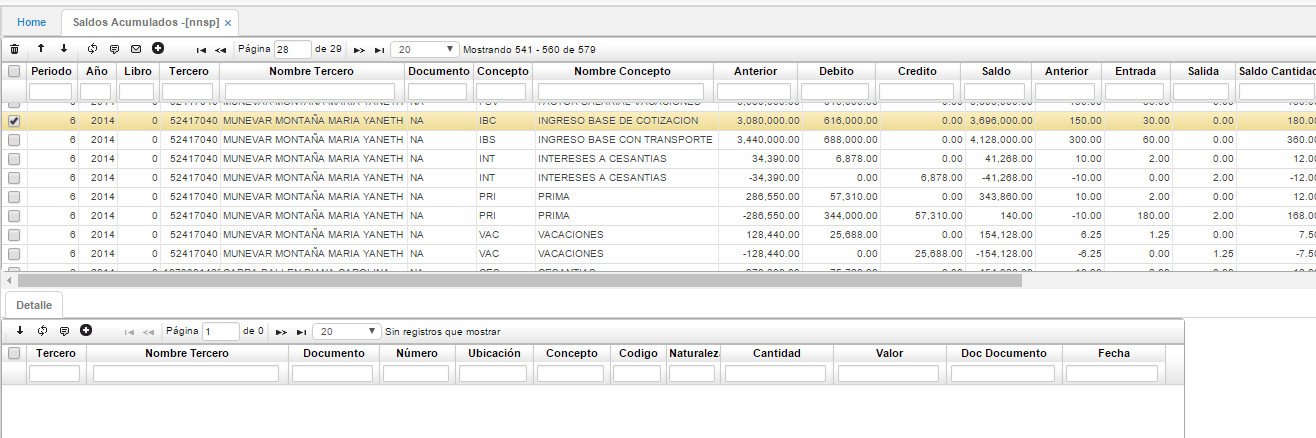 Home Saldos Acumulados -[nnsp] ×
Página 28 de 29 20 Mostrando 541 - 560 de 579
Periodo Año Libro Tercero Nombre Tercero Documento Concepto Nombre Concepto Anterior Debito Credito Saldo Anterior Entrada Salida Saldo Cantidad
6 2014 0 52417040 MUNEVAR MONTAÑA MARIA YANETH NA FACTOR SALARIAL VACACIONES
6 2014 0 52417040 MUNEVAR MONTAÑA MARIA YANETH NA IBC INGRESO BASE DE COTIZACION 3,080,000.00 616,000.00 0.00 3,696,000.00 150.00 30.00 0.00 180.00
6 2014 0 52417040 MUNEVAR MONTAÑA MARIA YANETH NA IBS INGRESO BASE CON TRANSPORTE 3,440,000.00 688,000.00 0.00 4,128,000.00 300.00 60.00 0.00 360.00
6 2014 0 52417040 MUNEVAR MONTAÑA MARIA YANETH NA INT INTERESES A CESANTIAS 34,390.00 6,878.00 0.00 41,268.00 10.00 2.00 0.00 12.00
6 2014 0 52417040 MUNEVAR MONTAÑA MARIA YANETH NA INT INTERESES A CESANTIAS -34,390.00 0.00 6,878.00 -41,268.00 -10.00 0.00 2.00 -12.00
6 2014 0 52417040 MUNEVAR MONTAÑA MARIA YANETH NA PRI PRIMA 286,550.00 57,310.00 0.00 343,860.00 10.00 2.00 0.00 12.00
6 2014 0 52417040 MUNEVAR MONTAÑA MARIA YANETH NA PRI PRIMA -286,550.00 344,000.00 57,310.00 140.00 -10.00 180.00 2.00 168.00
6 2014 0 52417040 MUNEVAR MONTAÑA MARIA YANETH NA VAC VACACIONES 128,440.00 25,688.00 0.00 154,128.00 6.25 1.25 0.00 7.50
6 2014 0 52417040 MUNEVAR MONTAÑA MARIA YANETH NA VAC VACACIONES -128,440.00 0.00 25,688.00 -154,128.00 -6.25 0.00 1.25 -7.50
Detalle
Página 1 de 0 20 Sin registros que mostrar
Tercero Nombre Tercero Documento Número Ubicación Concepto Codigo Naturaleza Cantidad Valor Doc Documento Fecha